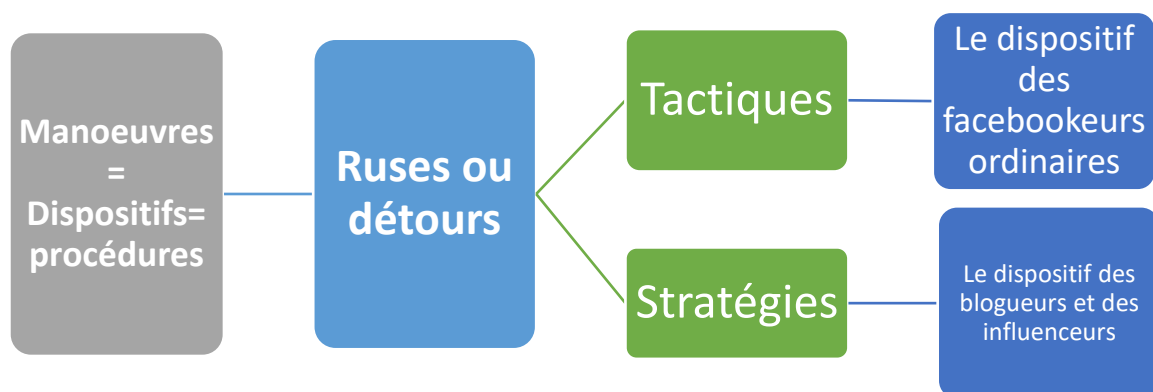 Manoeuvres
=
Dispositifs=
procédures
Ruses ou
détours
Tactiques
Le dispositif
des
facebookeurs
ordinaires
Stratégies
Le dispositif des
blogueurs et des
influenceurs